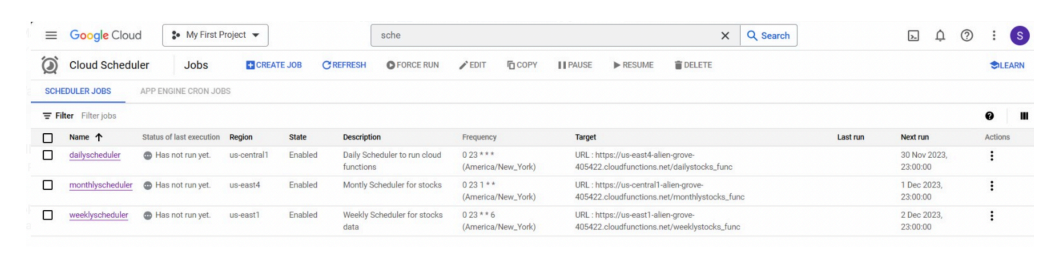 Google Cloud My First Project sche Search S
Cloud Scheduler Jobs CREATE JOB REFRESH FORCE RUN EDIT COPY PAUSE RESUME DELETE LEARN
SCHEDULER JOBS APP ENGINE CRON JOBS
Filter Filter jobs
Name Status of last execution Region State Description Frequency Target Last run Next run Actions
dailyscheduler Has not run yet. us-central1 Enabled Daily Scheduler to run cloud 0 23 * * * URL : https://us-east4-alien-grove- 30 Nov 2023,
functions (America/New_York) 405422.cloudfunctions.net/dailystocks_func 23:00:00
monthlyscheduler Has not run yet. us-east4 Enabled Montly Scheduler for stocks 0 23 1 * * URL : https://us-central1-alien-grove- 1 Dec 2023,
(America/New_York) 405422.cloudfunctions.net/monthlystocks_func 23:00:00
weeklyscheduler Has not run yet. us-east1 Enabled Weekly Scheduler for stocks 0 23 * * 6 URL : https://us-east1-alien-grove- 2 Dec 2023,
data (America/New_York) 405422.cloudfunctions.net/weeklystocks_func 23:00:00